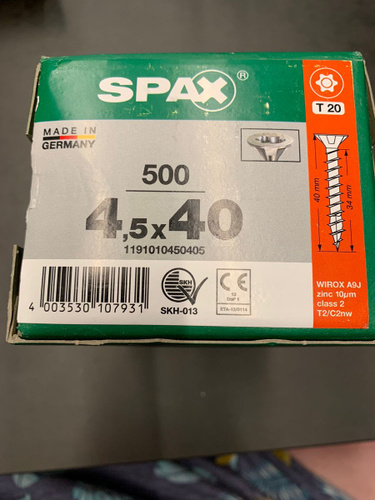 SPAX®
T 20
MADE IN
GERMANY
500
4,5x40
1191010450405
40 mm
34 mm
4 003530 107931
SKH
SKH-013
CE
WIROX A9J
zinc 10µm
class 2
T2/C2nw